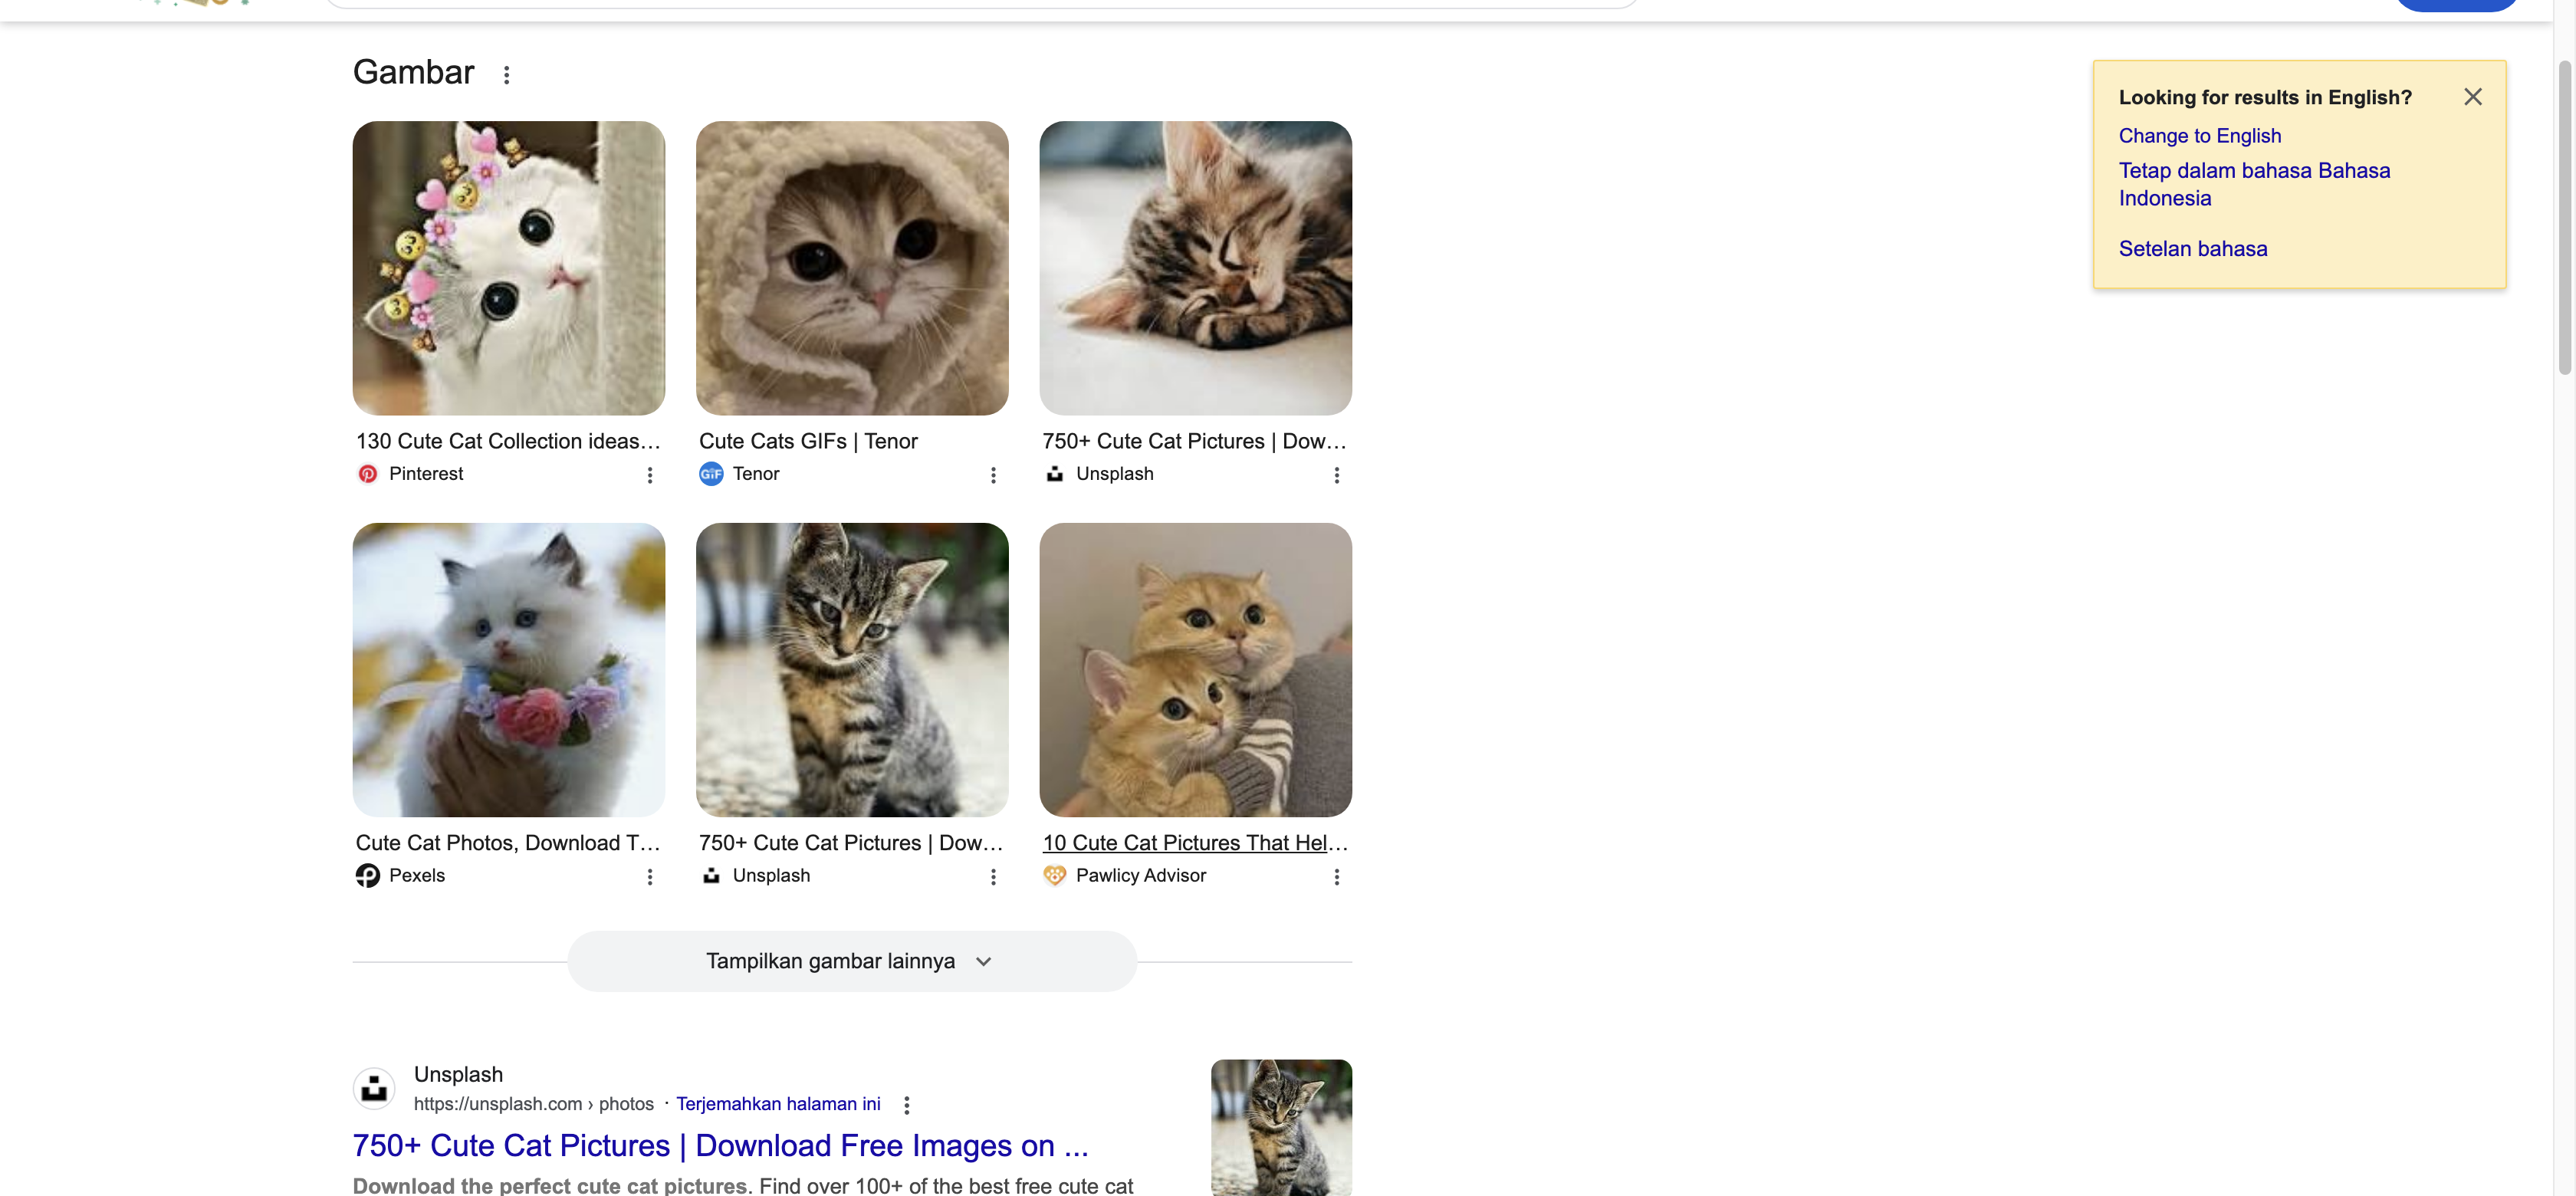 Gambar
Looking for results in English?
Change to English
Tetap dalam bahasa Bahasa
Indonesia
Setelan bahasa
130 Cute Cat Collection ideas...
Pinterest
Cute Cats GIFs | Tenor
GIF Tenor
750+ Cute Cat Pictures | Dow...
Unsplash
Cute Cat Photos, Download T...
Pexels
750+ Cute Cat Pictures | Dow...
Unsplash
10 Cute Cat Pictures That Hel...
Pawlicy Advisor
Tampilkan gambar lainnya
Unsplash
https://unsplash.com › photos · Terjemahkan halaman ini
750+ Cute Cat Pictures | Download Free Images on ...
Download the perfect cute cat pictures. Find over 100+ of the best free cute cat